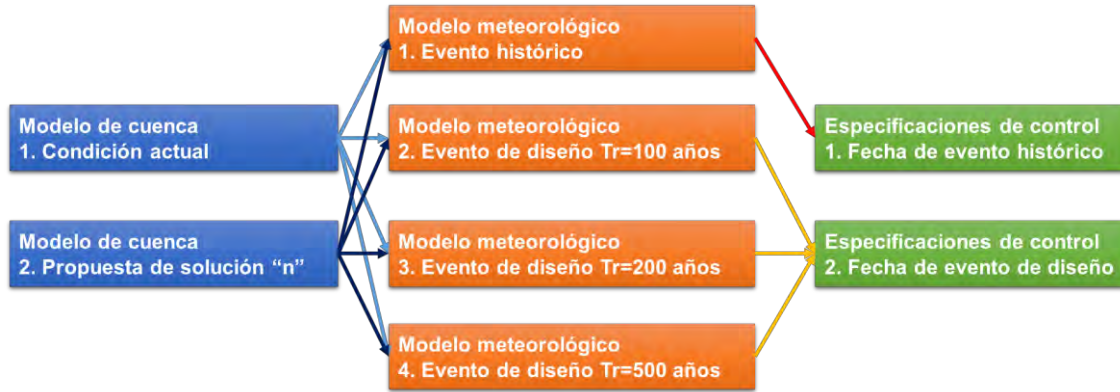 Modelo meteorológico
1. Evento histórico
Modelo de cuenca
1. Condición actual
Modelo meteorológico
2. Evento de diseño Tr=100 años
Especificaciones de control
1. Fecha de evento histórico
Modelo de cuenca
2. Propuesta de solución “n”
Modelo meteorológico
3. Evento de diseño Tr=200 años
Especificaciones de control
2. Fecha de evento de diseño
Modelo meteorológico
4. Evento de diseño Tr=500 años